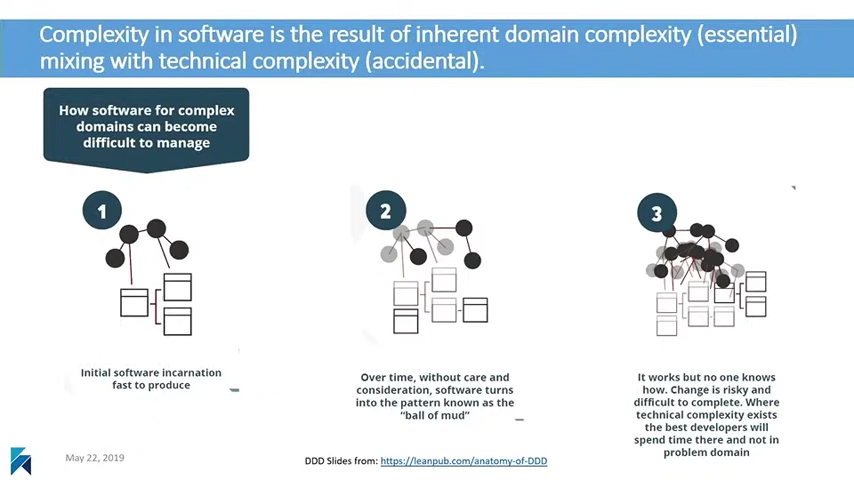 Complexity in software is the result of inherent domain complexity (essential)
mixing with technical complexity (accidental).
How software for complex
domains can become
difficult to manage
1
2
3
Initial software incarnation
fast to produce
Over time, without care and
consideration, software turns
into the pattern known as the
“ball of mud”
It works but no one knows
how. Change is risky and
difficult to complete. Where
technical complexity exists
the best developers will
spend time there and not in
problem domain
May 22, 2019
DDD Slides from: https://leanpub.com/anatomy-of-DDD